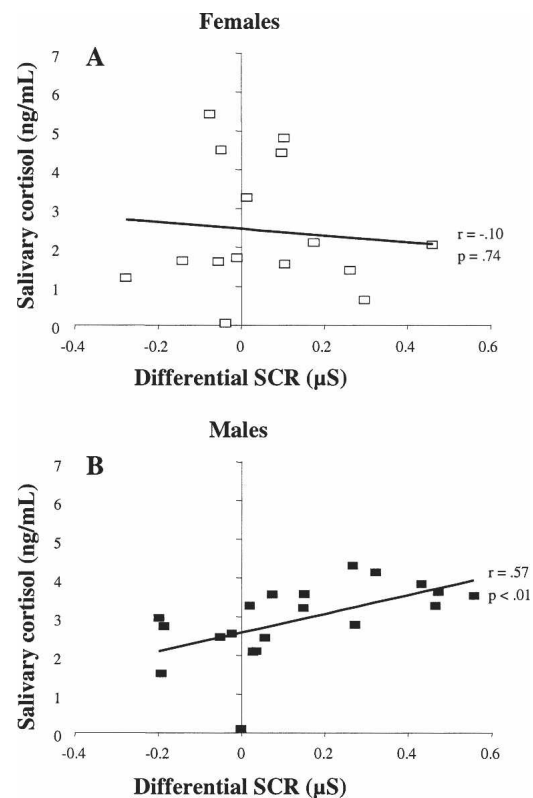 Females
A
Salivary cortisol (ng/mL)
7
6
5
4
3
2
1
0
-0.4
-0.2
0
0.2
0.4
0.6
r = -.10
p = .74
Differential SCR (µS)
Males
B
Salivary cortisol (ng/mL)
7
6
5
4
3
2
1
0
-0.4
-0.2
0
0.2
0.4
0.6
r = .57
p < .01
Differential SCR (µS)